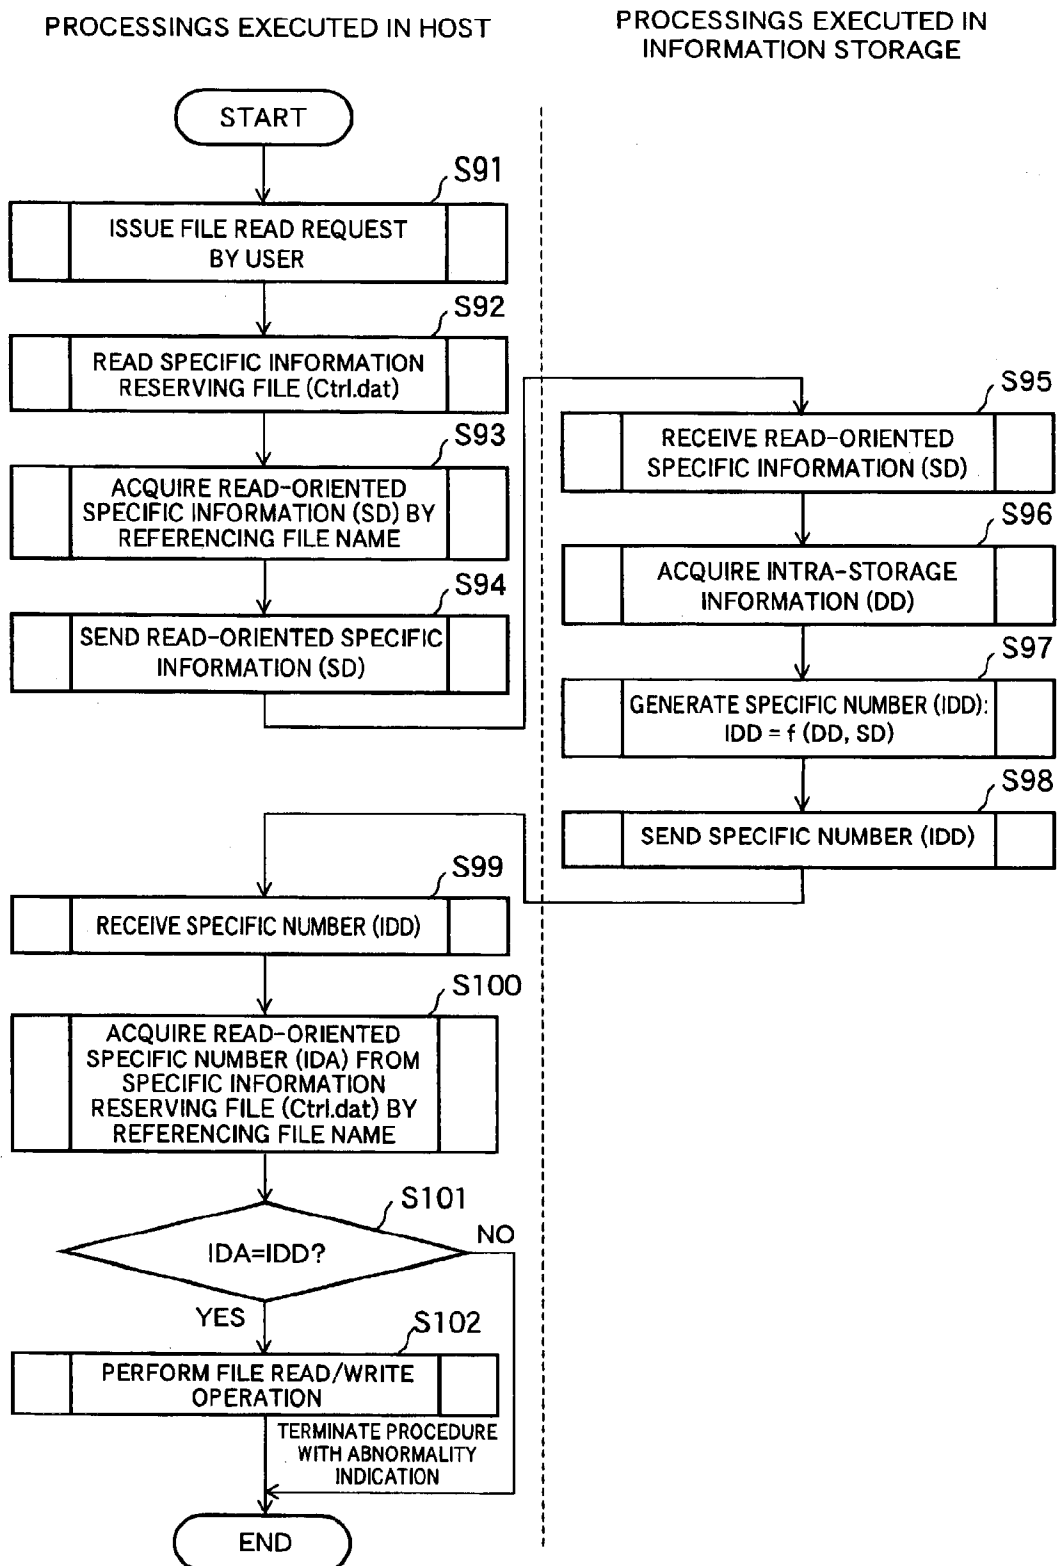 PROCESSINGS EXECUTED IN HOST
PROCESSINGS EXECUTED IN
INFORMATION STORAGE
START
S91
ISSUE FILE READ REQUEST
BY USER
S92
READ SPECIFIC INFORMATION
RESERVING FILE (Ctrl.dat)
S93
ACQUIRE READ-ORIENTED
SPECIFIC INFORMATION (SD) BY
REFERENCING FILE NAME
S94
SEND READ-ORIENTED SPECIFIC
INFORMATION (SD)
S95
RECEIVE READ-ORIENTED
SPECIFIC INFORMATION (SD)
S96
ACQUIRE INTRA-STORAGE
INFORMATION (DD)
S97
GENERATE SPECIFIC NUMBER (IDD):
IDD = f (DD, SD)
S98
SEND SPECIFIC NUMBER (IDD)
S99
RECEIVE SPECIFIC NUMBER (IDD)
S100
ACQUIRE READ-ORIENTED
SPECIFIC NUMBER (IDA) FROM
SPECIFIC INFORMATION
RESERVING FILE (Ctrl.dat) BY
REFERENCING FILE NAME
S101
IDA=IDD?
NO
YES
S102
PERFORM FILE READ/WRITE
OPERATION
TERMINATE PROCEDURE
WITH ABNORMALITY
INDICATION
END